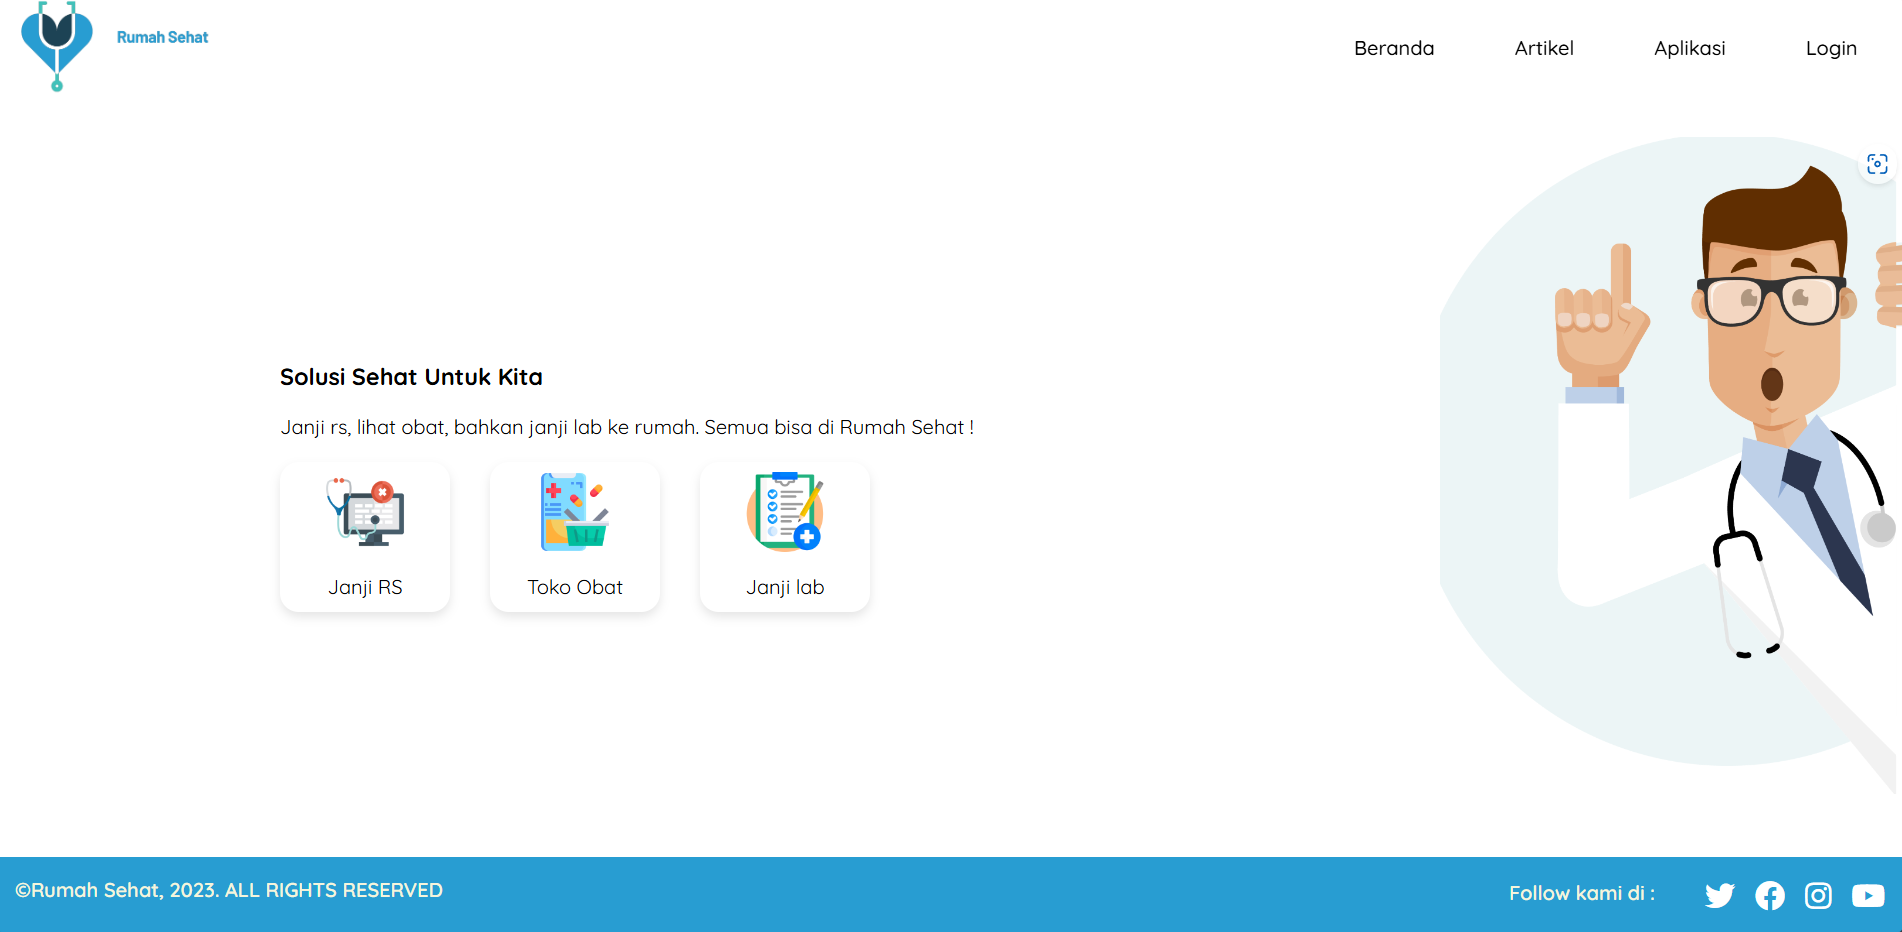 Rumah Sehat
Beranda
Artikel
Aplikasi
Login
Solusi Sehat Untuk Kita
Janji rs, lihat obat, bahkan janji lab ke rumah. Semua bisa di Rumah Sehat !
Janji RS
Toko Obat
Janji lab
©Rumah Sehat, 2023. ALL RIGHTS RESERVED
Follow kami di :